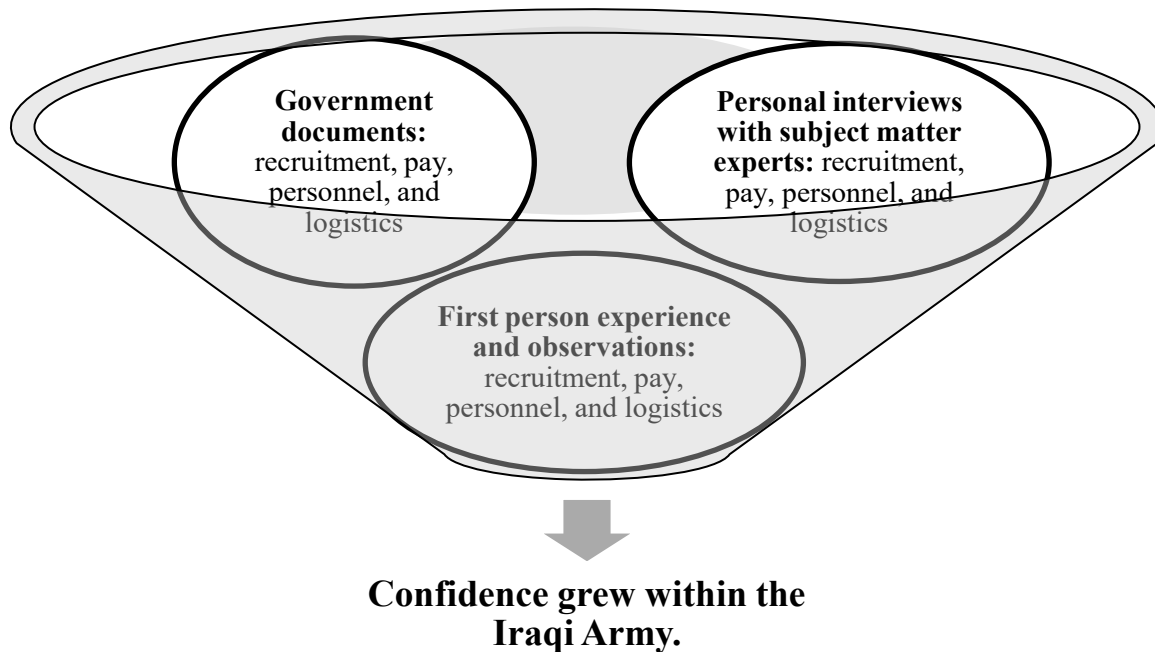 Government
documents:
recruitment, pay,
personnel, and
logistics
Personal interviews
with subject matter
experts: recruitment,
pay, personnel, and
logistics
First person experience
and observations:
recruitment, pay,
personnel, and logistics
Confidence grew within the
Iraqi Army.